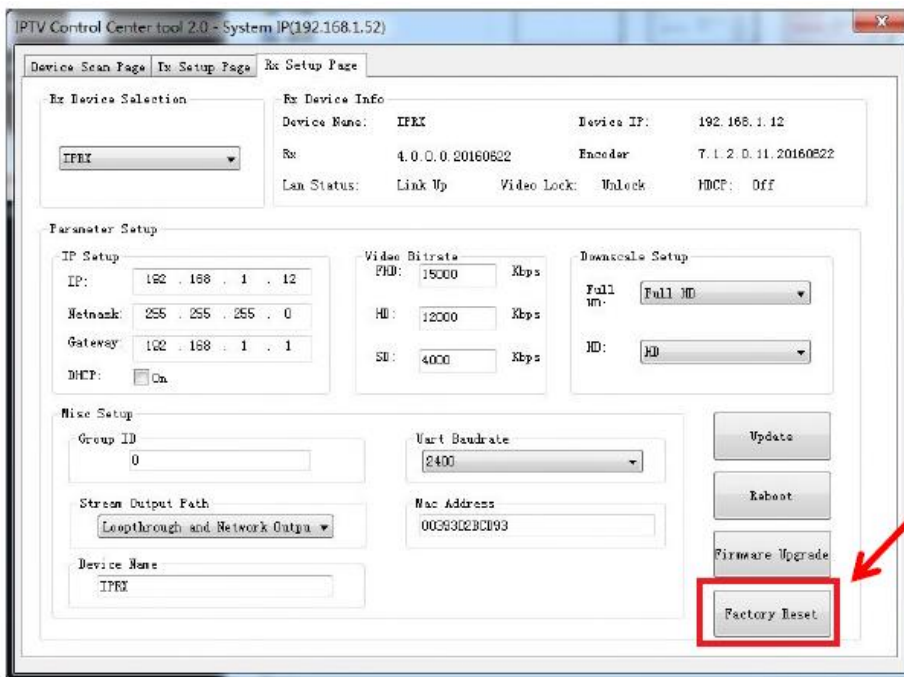 IPTV Control Center tool 2.0 - System IP(192.168.1.52)
Device Scan Page Tx Setup Page Rx Setup Page
Rx Device Selection
IPRX
Rx Device Info
Device Name: IPRX Device IP: 192.168.1.12
Rx 4.0.0.0.20160622 Encoder 7.1.2.0.11.20160822
Lan Status: Link Up Video Lock: Unlock HDCP: Off
Parameter Setup
IP Setup
IP: 192 . 168 . 1 . 12
Netmask: 255 . 255 . 255 . 0
Gateway: 192 . 168 . 1 . 1
DHCP: On
Video Bitrate
FHD: 15000 Kbps
HD: 12000 Kbps
SD: 4000 Kbps
Downscale Setup
Full Full HD
HD: HD
Misc Setup
Group ID
0
Uart Baudrate
2400
Stream Output Path
Loopthrough and Network Outpu
Mac Address
00393D2BCD93
Device Name
IPRX
Update
Reboot
Firmware Upgrade
Factory Reset